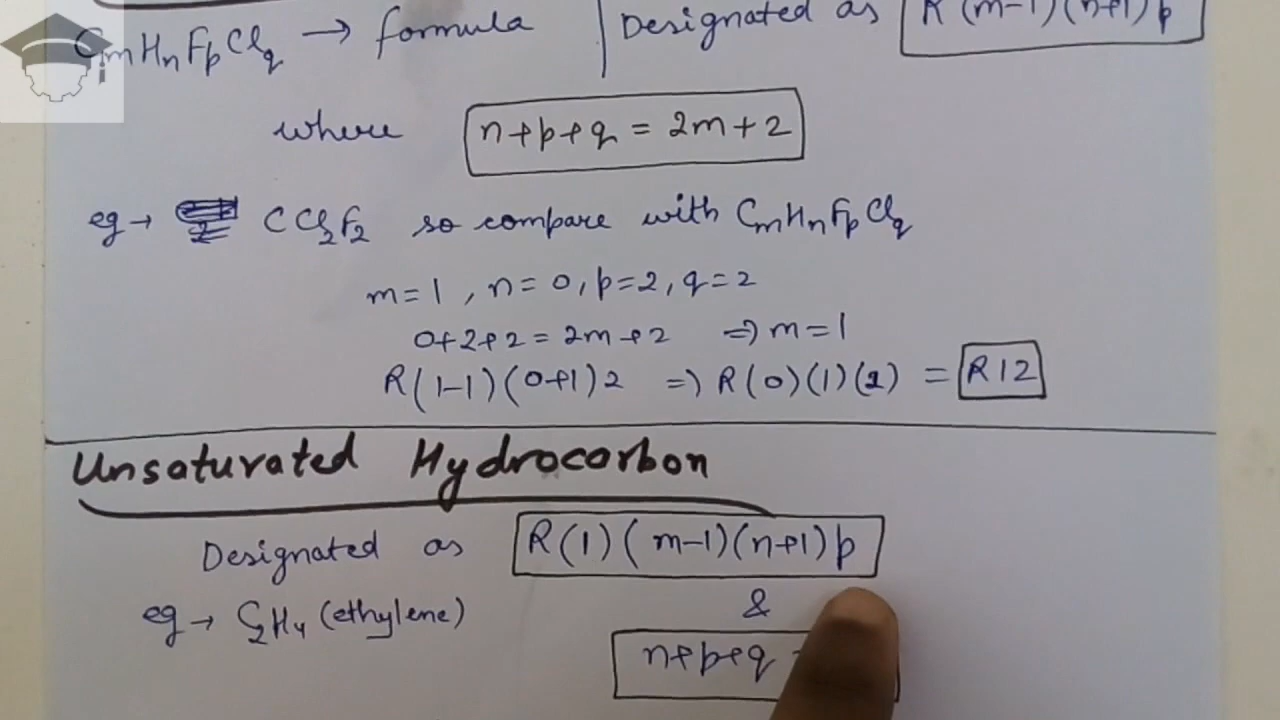 CmHnFpClq → formula | Designated as R(m-1)(n+1)p
where n+p+q = 2m+2
eg → CCl2F2 so compare with CmHnFpClq
m=1, n=0, p=2, q=2
0+2+2 = 2m+2 => m=1
R(1-1)(0+1)2 => R(0)(1)(2) = R12
Unsaturated Hydrocarbon
Designated as R(1)(m-1)(n+1)p
&
eg → C2H4 (ethylene)
n+p+q